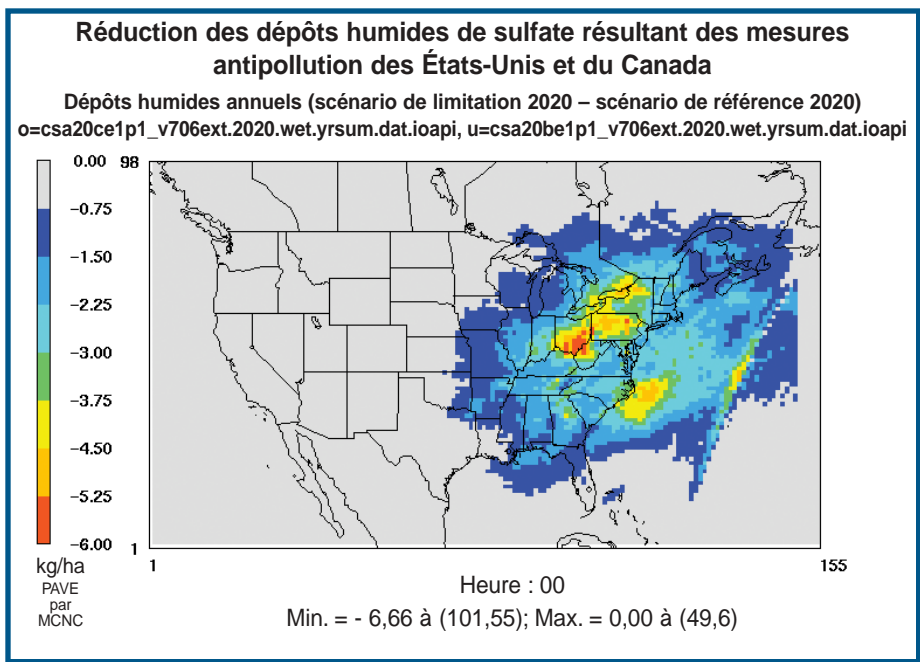 Réduction des dépôts humides de sulfate résultant des mesures
antipollution des États-Unis et du Canada
Dépôts humides annuels (scénario de limitation 2020 – scénario de référence 2020)
o=csa20ce1p1_v706ext.2020.wet.yrsum.dat.ioapi, u=csa20be1p1_v706ext.2020.wet.yrsum.dat.ioapi
0.00
−0.75
−1.50
−2.25
−3.00
−3.75
−4.50
−5.25
−6.00
kg/ha
PAVE
par
MCNC
98
1
1
155
Heure : 00
Min. = - 6,66 à (101,55); Max. = 0,00 à (49,6)